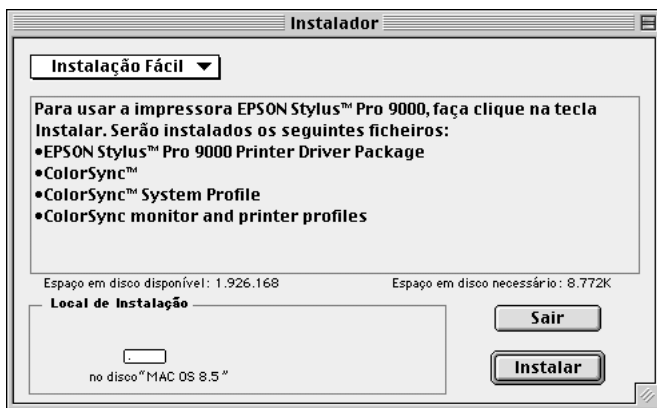 Instalador
Instalação Fácil
Para usar a impressora EPSON Stylus™ Pro 9000, faça clique na tecla
Instalar. Serão instalados os seguintes ficheiros:
•EPSON Stylus™ Pro 9000 Printer Driver Package
•ColorSync™
•ColorSync™ System Profile
•ColorSync monitor and printer profiles
Espaço em disco disponível: 1.926.168
Espaço em disco necessário: 8.772K
Local de Instalação
no disco“MAC OS 8.5”
Sair
Instalar